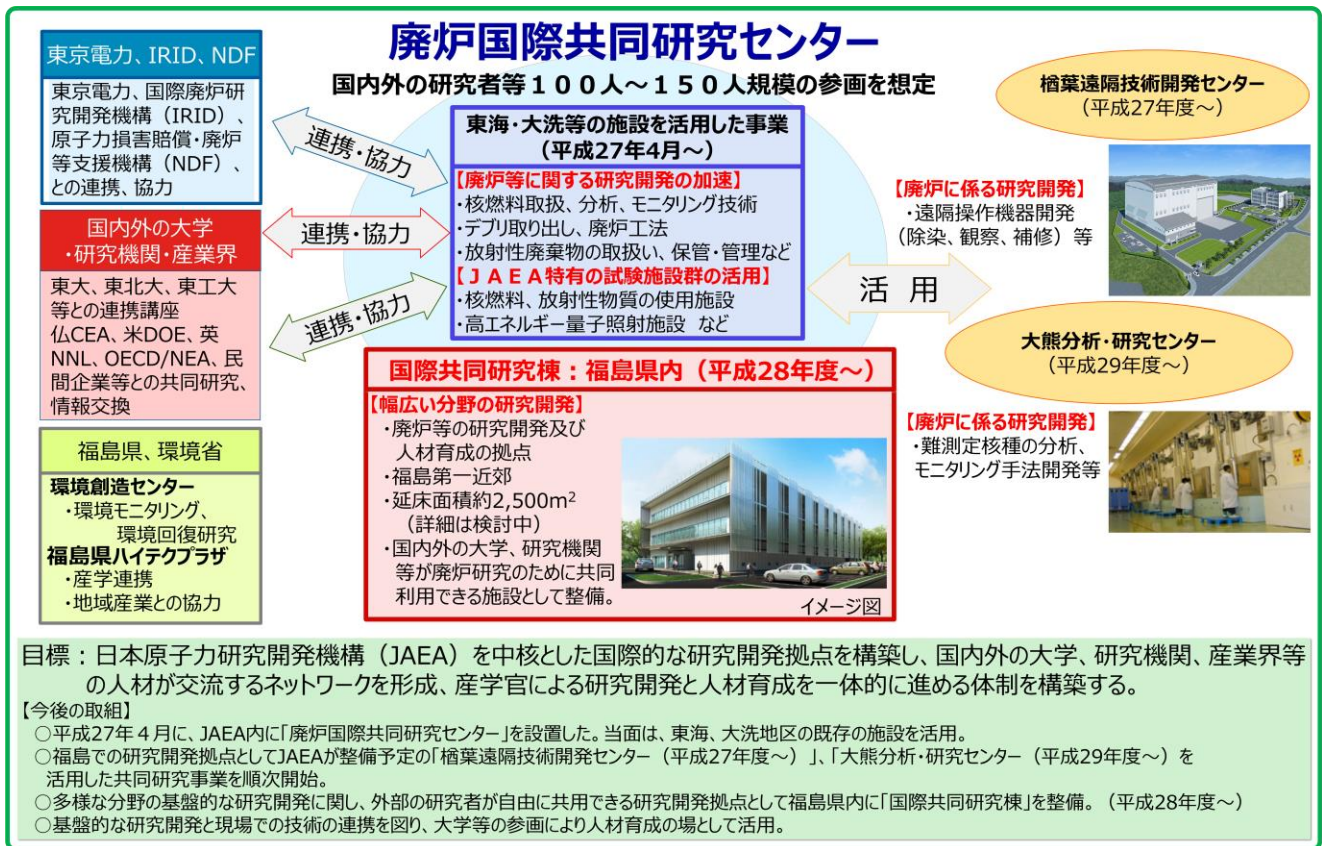 廃炉国際共同研究センター
国内外の研究者等１００人～１５０人規模の参画を想定
東京電力、IRID、NDF
東京電力、国際廃炉研
究開発機構（IRID）、
原子力損害賠償・廃炉
等支援機構（NDF）、
との連携、協力
国内外の大学
・研究機関・産業界
東大、東北大、東工大
等との連携講座
仏CEA、米DOE、英
NNL、OECD/NEA、民
間企業等との共同研究、
情報交換
福島県、環境省
環境創造センター
・環境モニタリング、
環境回復研究
福島県ハイテクプラザ
・産学連携
・地域産業との協力
連携・協力
連携・協力
連携・協力
東海・大洗等の施設を活用した事業
（平成27年4月～）
【廃炉等に関する研究開発の加速】
・核燃料取扱、分析、モニタリング技術
・デブリ取り出し、廃炉工法
・放射性廃棄物の取扱い、保管・管理など
【ＪＡＥＡ特有の試験施設群の活用】
・核燃料、放射性物質の使用施設
・高エネルギー量子照射施設 など
国際共同研究棟：福島県内（平成28年度～）
【幅広い分野の研究開発】
・廃炉等の研究開発及び
人材育成の拠点
・福島第一近郊
・延床面積約2,500m²
（詳細は検討中）
・国内外の大学、研究機関
等が廃炉研究のために共同
利用できる施設として整備。
イメージ図
活 用
楢葉遠隔技術開発センター
（平成27年度～）
【廃炉に係る研究開発】
・遠隔操作機器開発
（除染、観察、補修）等
大熊分析・研究センター
（平成29年度～）
【廃炉に係る研究開発】
・難測定核種の分析、
モニタリング手法開発等
目標：日本原子力研究開発機構（JAEA）を中核とした国際的な研究開発拠点を構築し、国内外の大学、研究機関、産業界等
の人材が交流するネットワークを形成、産学官による研究開発と人材育成を一体的に進める体制を構築する。
【今後の取組】
○平成27年４月に、JAEA内に「廃炉国際共同研究センター」を設置した。当面は、東海、大洗地区の既存の施設を活用。
○福島での研究開発拠点としてJAEAが整備予定の「楢葉遠隔技術開発センター（平成27年度～）」、「大熊分析・研究センター（平成29年度～）を
活用した共同研究事業を順次開始。
○多様な分野の基盤的な研究開発に関し、外部の研究者が自由に共用できる研究開発拠点として福島県内に「国際共同研究棟」を整備。（平成28年度～）
○基盤的な研究開発と現場での技術の連携を図り、大学等の参画により人材育成の場として活用。